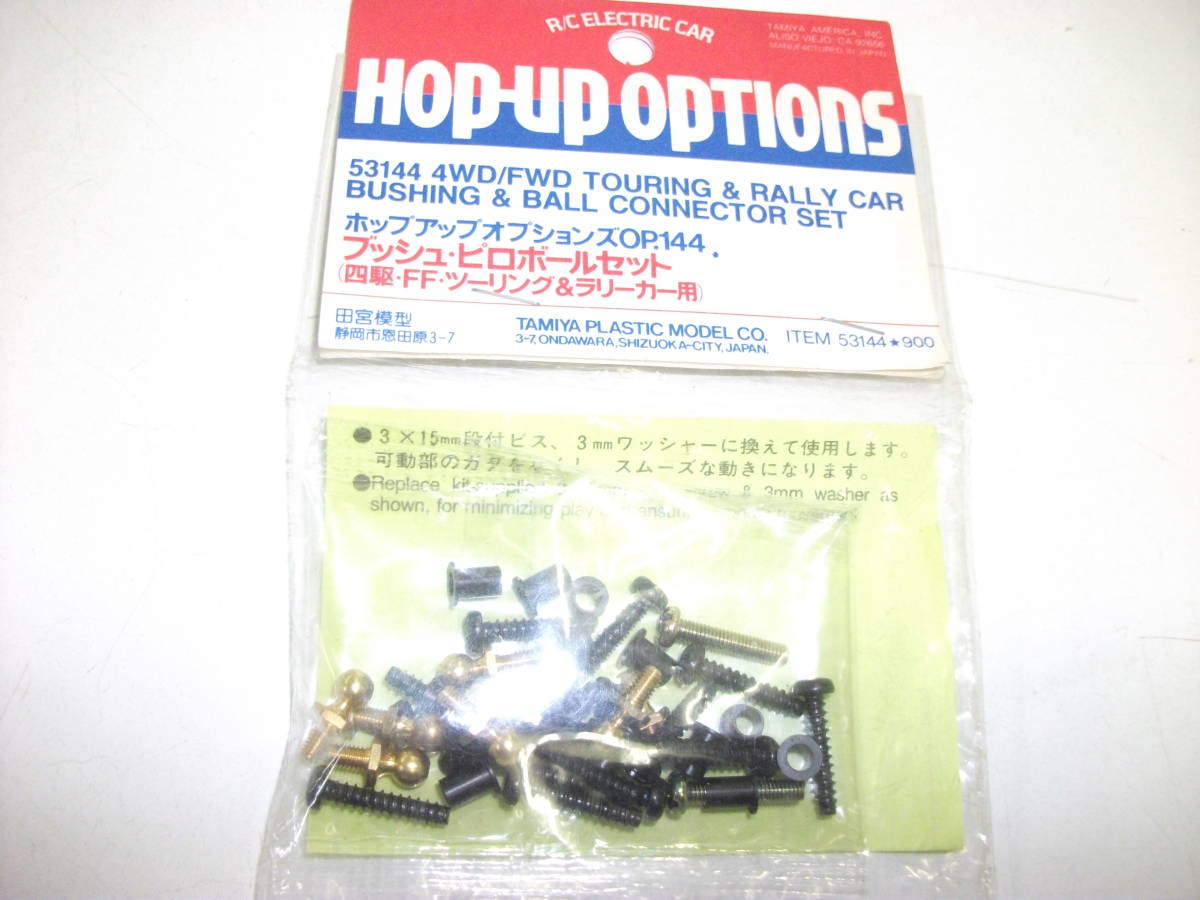 R/C ELECTRIC CAR
TAMIYA AMERICA, INC.
ALISO VIEJO, CA 92656
MANUFACTURED IN JAPAN
HOP-UP OPTIONS
53144 4WD/FWD TOURING & RALLY CAR
BUSHING & BALL CONNECTOR SET
ホップアップオプションズOP.144
ブッシュ・ピロボールセット
(四駆・FF・ツーリング&ラリーカー用)
田宮模型
静岡市恩田原3-7
TAMIYA PLASTIC MODEL CO.
3-7, ONDAWARA, SHIZUOKA-CITY, JAPAN.
ITEM 53144★900
●3×15mm段付ビス、3mmワッシャーに換えて使用します。
可動部のガタを スムーズな動きになります。
●Replace kit-supplied & 3mm washer as
shown, for minimizing play